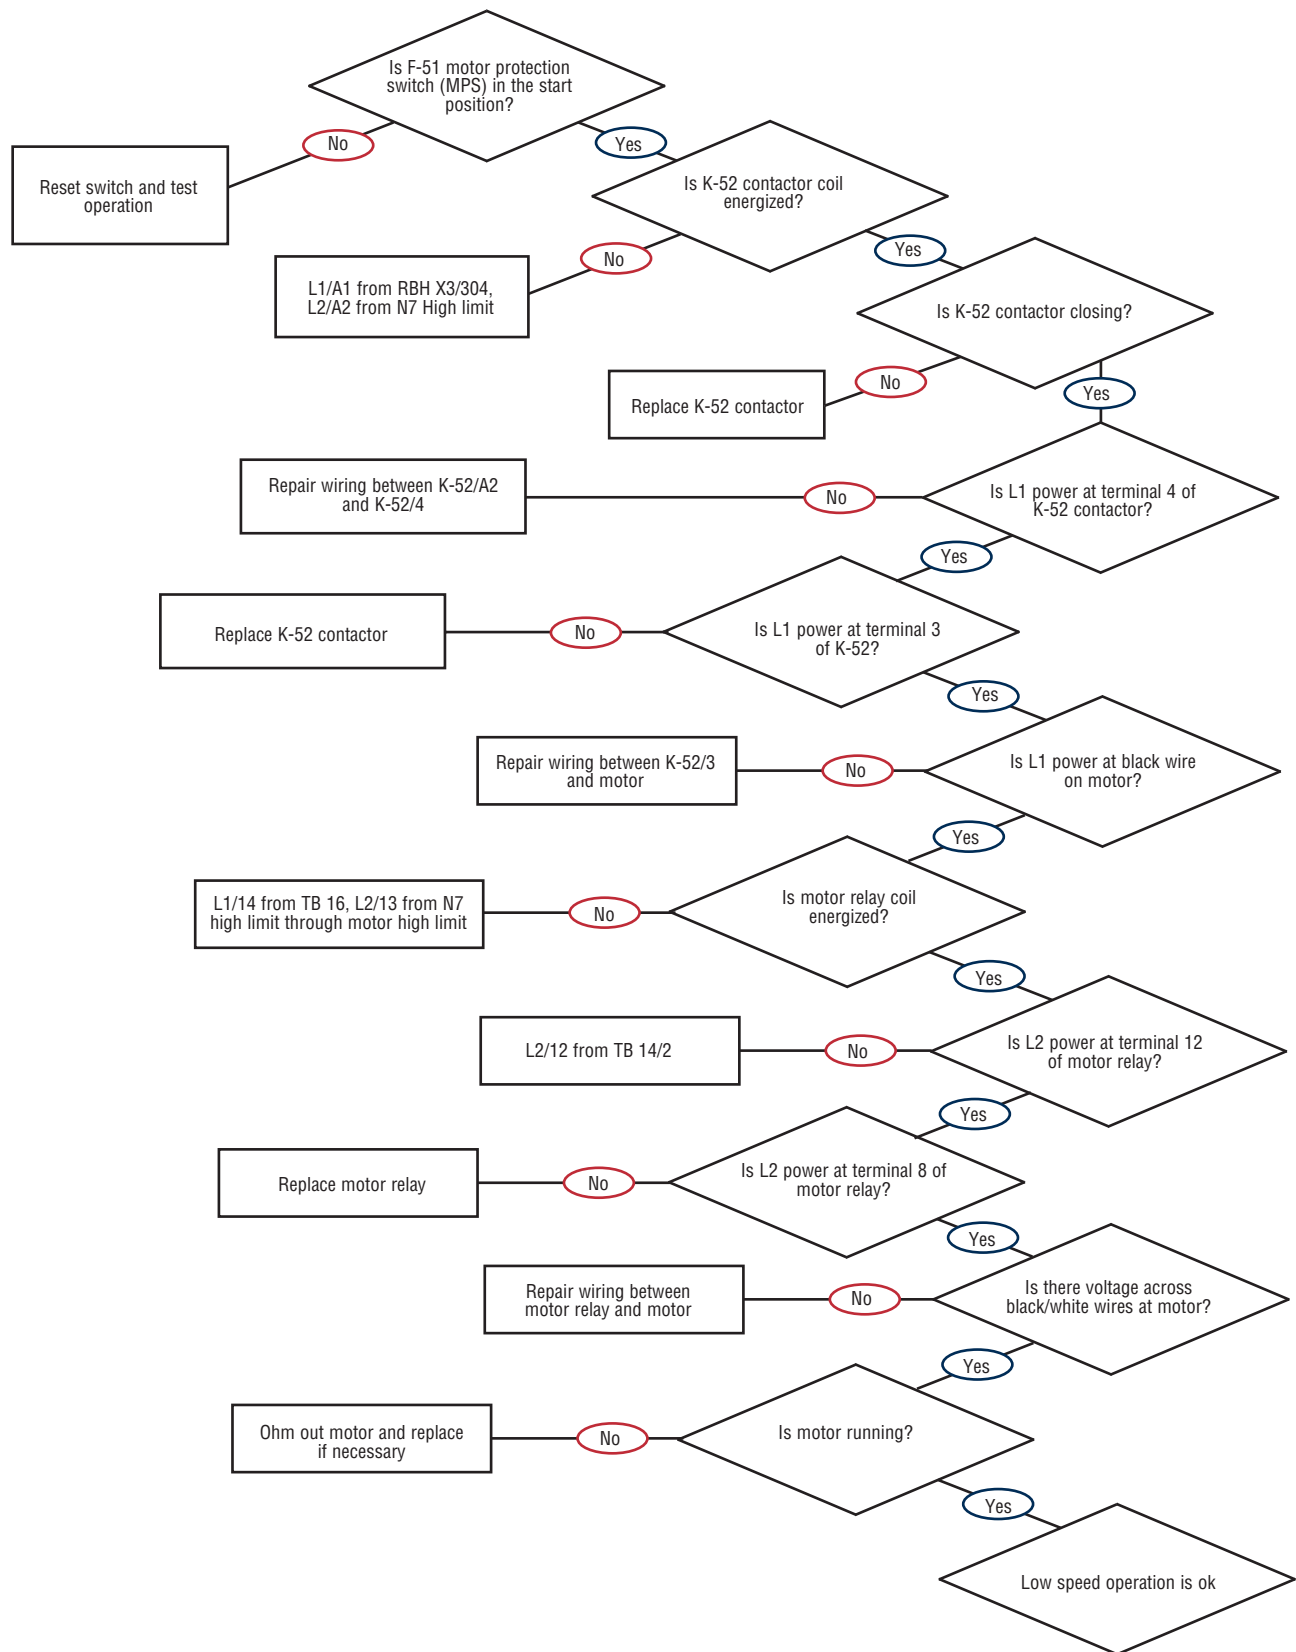 Is F-51 motor protection
switch (MPS) in the start
position?
No
Yes
Reset switch and test
operation
Is K-52 contactor coil
energized?
No
Yes
L1/A1 from RBH X3/304,
L2/A2 from N7 High limit
Is K-52 contactor closing?
No
Yes
Replace K-52 contactor
Repair wiring between K-52/A2
and K-52/4
No
Is L1 power at terminal 4 of
K-52 contactor?
Yes
Replace K-52 contactor
No
Is L1 power at terminal 3
of K-52?
Yes
Repair wiring between K-52/3
and motor
No
Is L1 power at black wire
on motor?
Yes
L1/14 from TB 16, L2/13 from N7
high limit through motor high limit
No
Is motor relay coil
energized?
Yes
L2/12 from TB 14/2
No
Is L2 power at terminal 12
of motor relay?
Yes
Replace motor relay
No
Is L2 power at terminal 8 of
motor relay?
Yes
Repair wiring between
motor relay and motor
No
Is there voltage across
black/white wires at motor?
Yes
Ohm out motor and replace
if necessary
No
Is motor running?
Yes
Low speed operation is ok